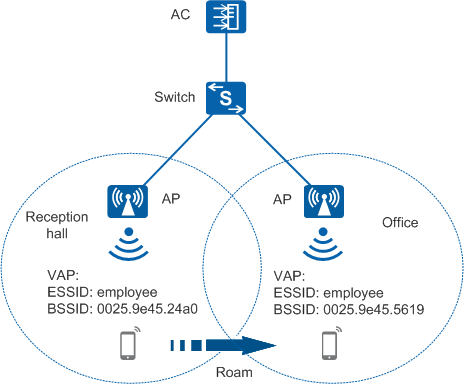 AC
Switch
S
AP
AP
Reception
hall
Office
VAP:
ESSID: employee
BSSID: 0025.9e45.24a0
VAP:
ESSID: employee
BSSID: 0025.9e45.5619
Roam